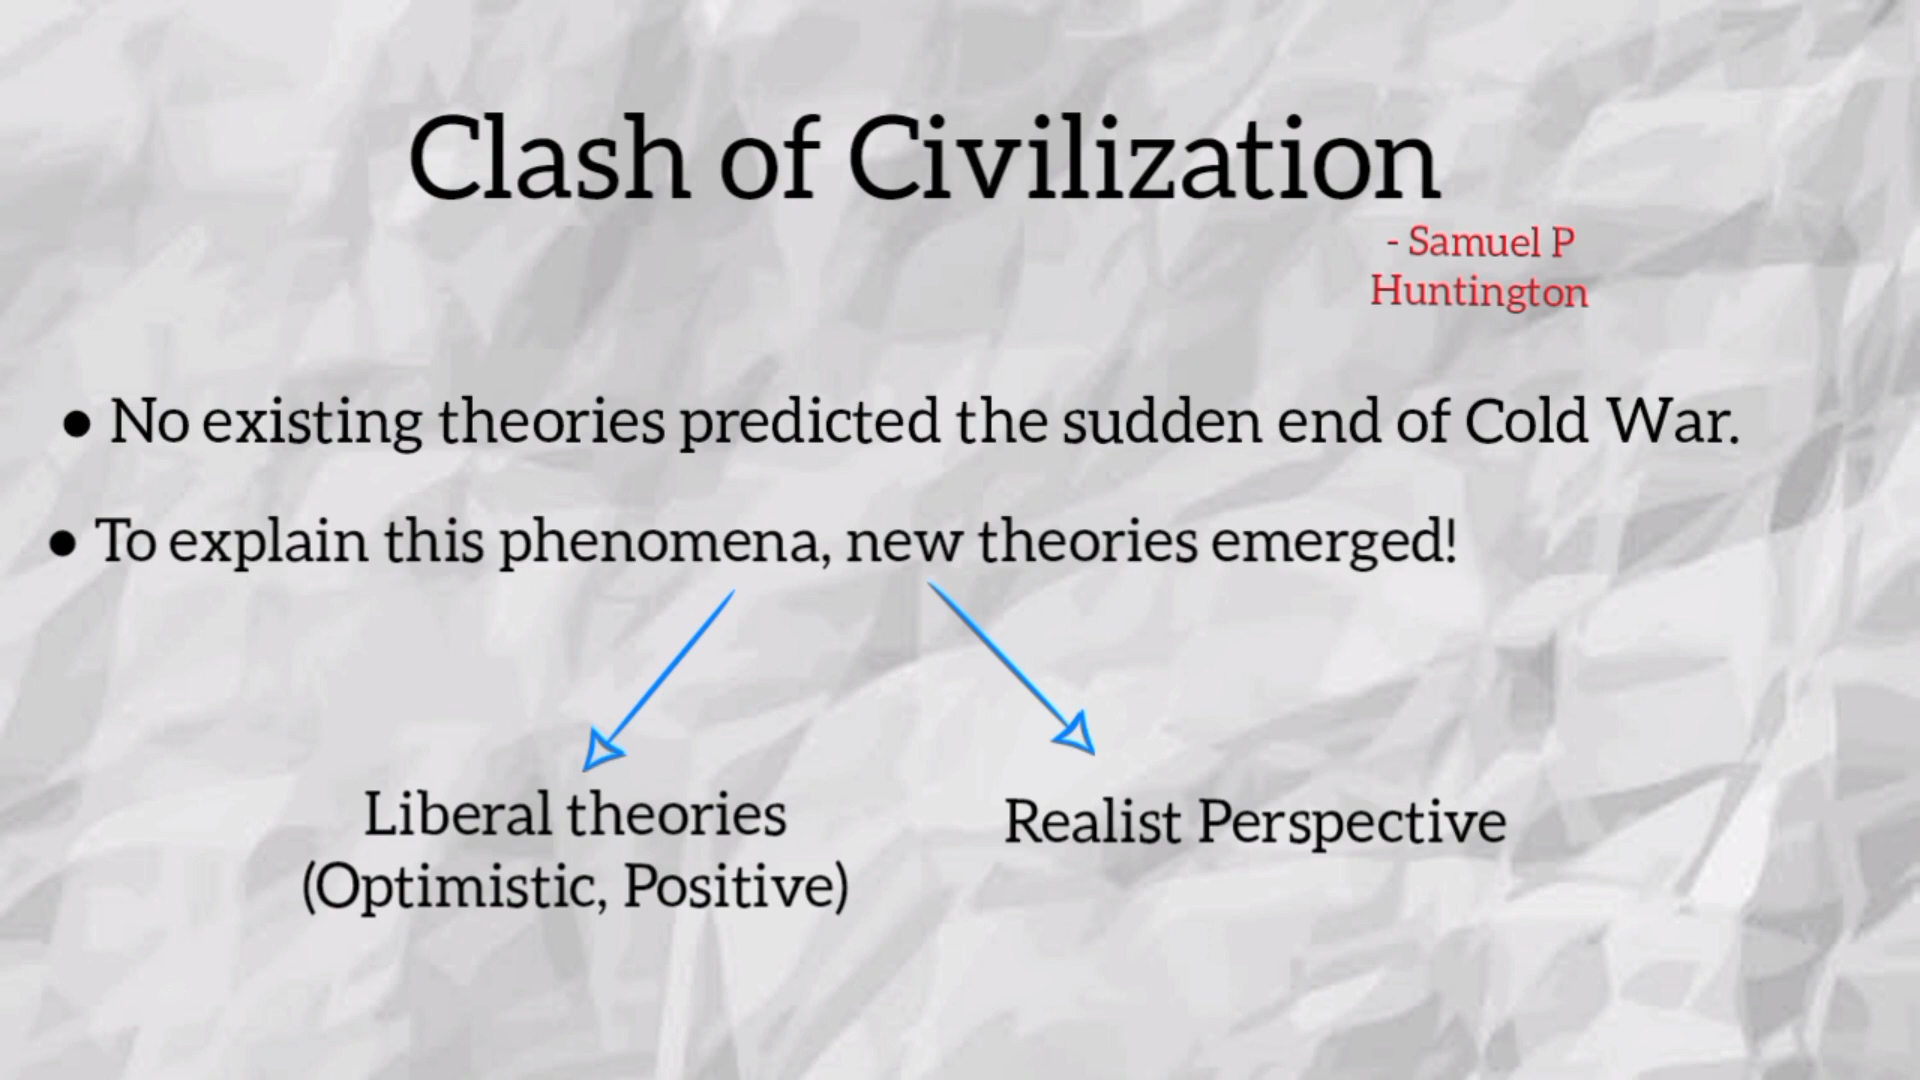 Clash of Civilization
- Samuel P
Huntington
● No existing theories predicted the sudden end of Cold War.
● To explain this phenomena, new theories emerged!
Liberal theories
(Optimistic, Positive)
Realist Perspective